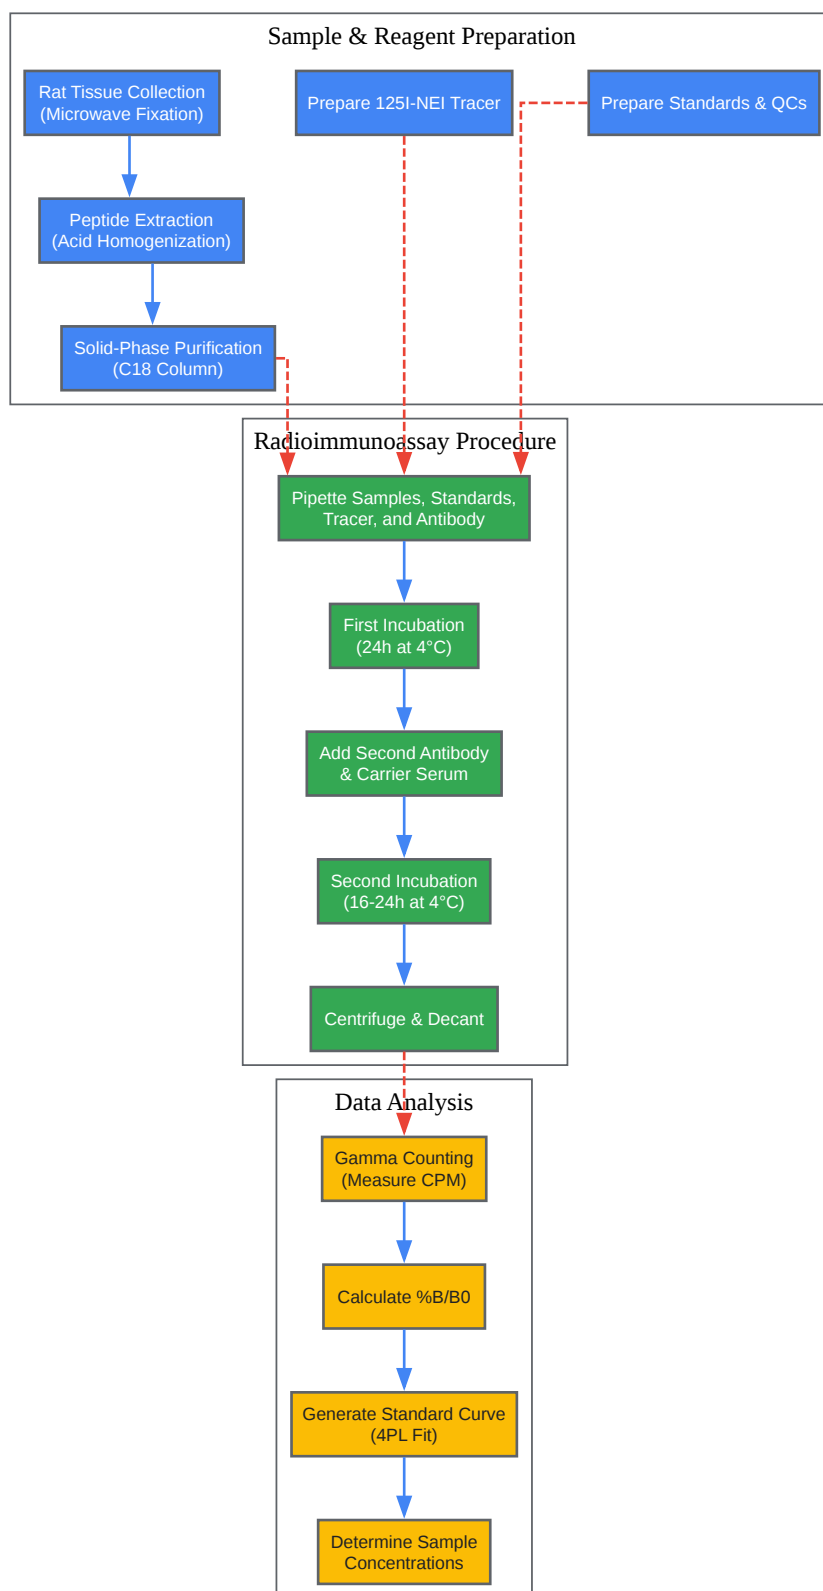 Sample & Reagent Preparation
Rat Tissue Collection
(Microwave Fixation)
Prepare 125I-NEI Tracer
Prepare Standards & QCs
Peptide Extraction
(Acid Homogenization)
Solid-Phase Purification
(C18 Column)
Radioimmunoassay Procedure
Pipette Samples, Standards,
Tracer, and Antibody
First Incubation
(24h at 4°C)
Add Second Antibody
& Carrier Serum
Second Incubation
(16-24h at 4°C)
Centrifuge & Decant
Data Analysis
Gamma Counting
(Measure CPM)
Calculate %B/B0
Generate Standard Curve
(4PL Fit)
Determine Sample
Concentrations